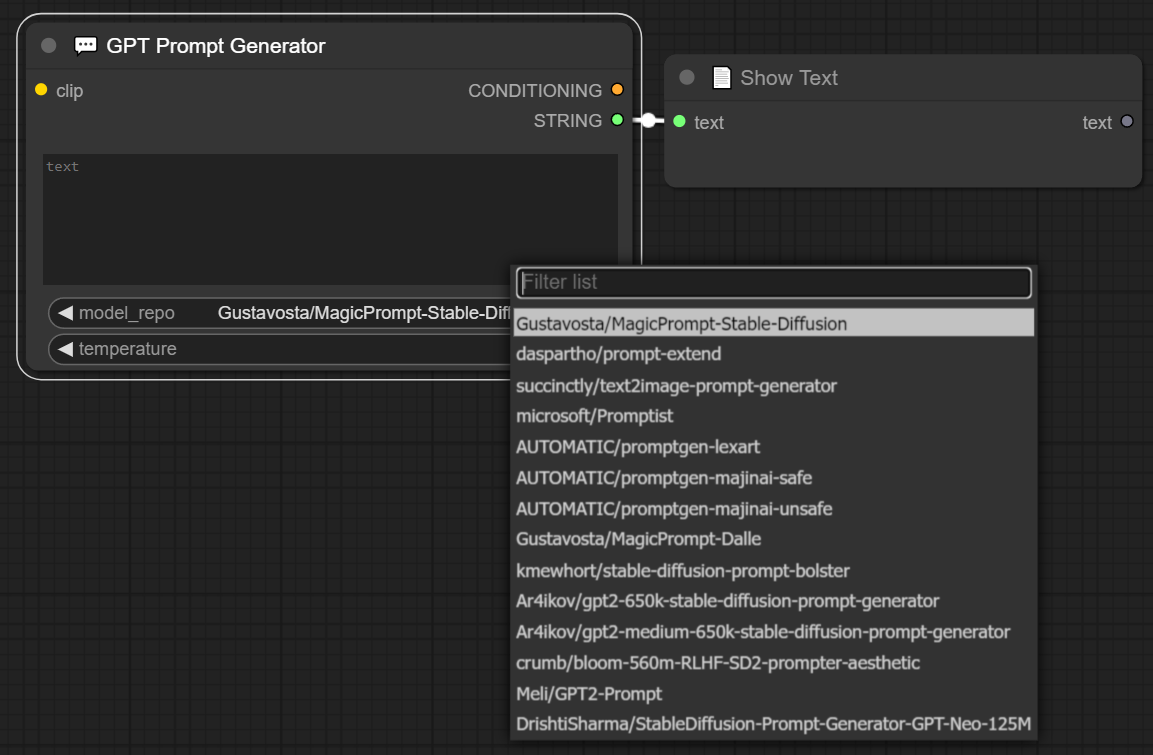 GPT Prompt Generator
clip
CONDITIONING
STRING
text
model_repo Gustavosta/MagicPrompt-Stable-Diff
temperature
Show Text
text text
Filter list
Gustavosta/MagicPrompt-Stable-Diffusion
daspartho/prompt-extend
succinctly/text2image-prompt-generator
microsoft/Promptist
AUTOMATIC/promptgen-lexart
AUTOMATIC/promptgen-majinai-safe
AUTOMATIC/promptgen-majinai-unsafe
Gustavosta/MagicPrompt-Dalle
kmewhort/stable-diffusion-prompt-bolster
Ar4ikov/gpt2-650k-stable-diffusion-prompt-generator
Ar4ikov/gpt2-medium-650k-stable-diffusion-prompt-generator
crumb/bloom-560m-RLHF-SD2-prompter-aesthetic
Meli/GPT2-Prompt
DrishtiSharma/StableDiffusion-Prompt-Generator-GPT-Neo-125M